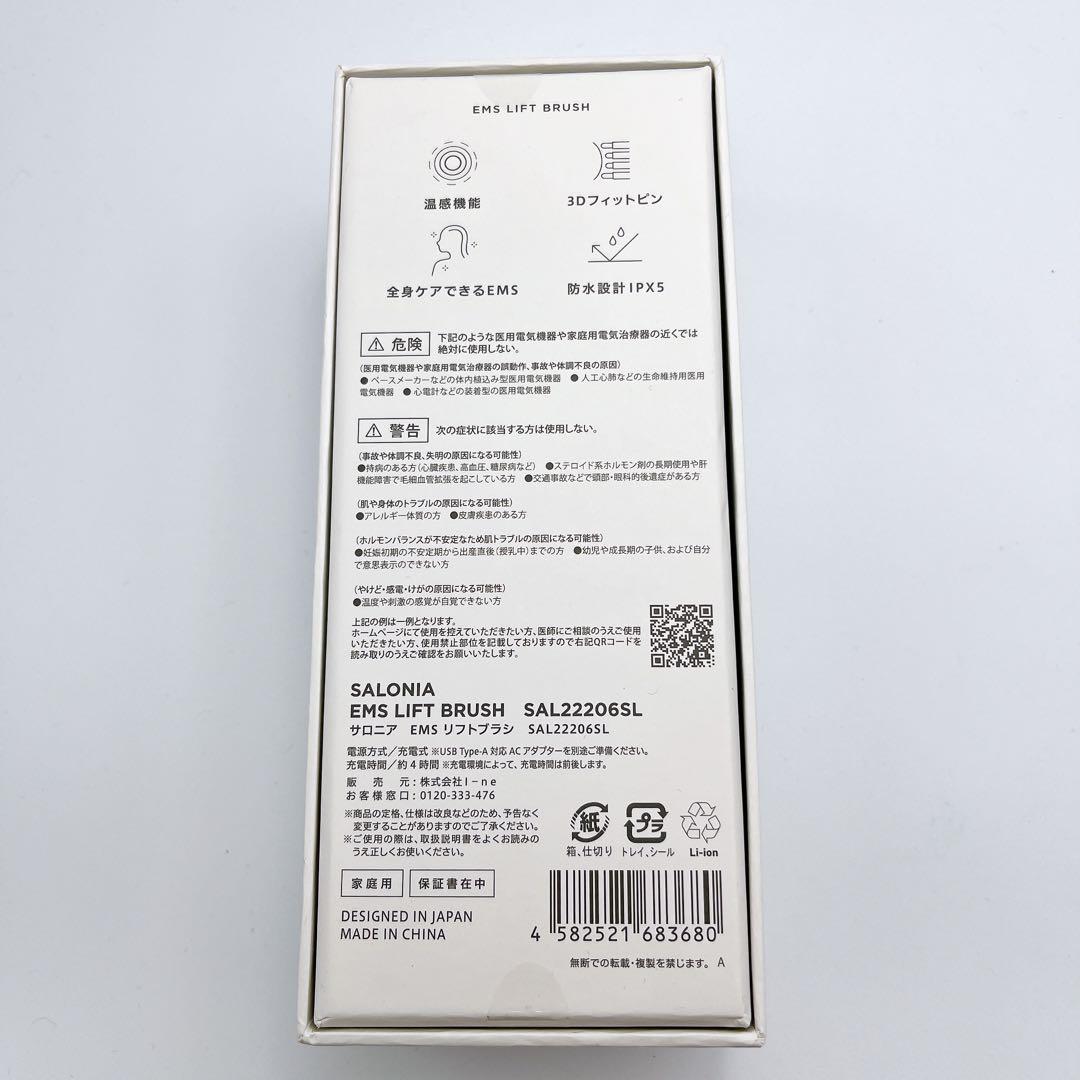 EMS LIFT BRUSH
温感機能
3Dフィットピン
全身ケアできるEMS
防水設計IPX5
危険 下記のような医用電気機器や家庭用電気治療器の近くでは
絶対に使用しない。
(医用電気機器や家庭用電気治療器の誤動作、事故や体調不良の原因)
●ペースメーカーなどの体内植込み型医用電気機器 ●人工心肺などの生命維持用医用
電気機器 ●心電計などの装着型の医用電気機器
警告 次の症状に該当する方は使用しない。
(事故や体調不良、失明の原因になる可能性)
●持病のある方(心臓疾患、高血圧、糖尿病など) ●ステロイド系ホルモン剤の長期使用や肝
機能障害で毛細血管拡張を起こしている方 ●交通事故などで頭部・眼科的後遺症がある方
(肌や身体のトラブルの原因になる可能性)
●アレルギー体質の方 ●皮膚疾患のある方
(ホルモンバランスが不安定なため肌トラブルの原因になる可能性)
●妊娠初期の不安定期から出産直後(授乳中)までの方 ●幼児や成長期の子供、および自分
で意思表示のできない方
(やけど・感電・けがの原因になる可能性)
●温度や刺激の感覚が自覚できない方
上記の例は一例となります。
ホームページにて使用を控えていただきたい方、医師にご相談のうえご使用
いただきたい方、使用禁止部位を記載しておりますので右記QRコードを
読み取りのうえご確認をお願いいたします。
SALONIA
EMS LIFT BRUSH SAL22206SL
サロニア EMS リフトブラシ SAL22206SL
電源方式/充電式 ※USB Type-A 対応 AC アダプターを別途ご準備ください。
充電時間/約4時間 ※充電環境によって、充電時間は前後します。
販売元:株式会社I-ne
お客様窓口:0120-333-476
※商品の定格、仕様は改良などのため、予告なく
変更することがありますのでご了承ください。
※ご使用の際は、取扱説明書をよくお読みの
うえ正しくお使いください。
紙 プラ
箱、仕切り トレイ、シール Li-ion
家庭用 保証書在中
DESIGNED IN JAPAN
MADE IN CHINA
4 582521 683680
無断での転載・複製を禁じます。 A